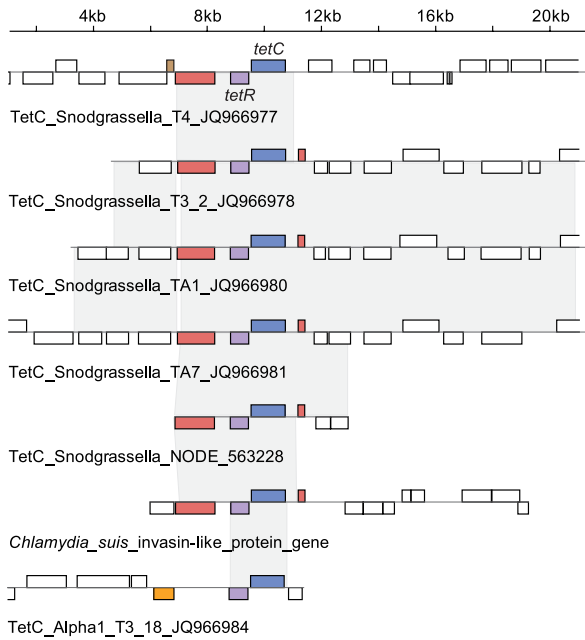 4kb 8kb 12kb 16kb 20kb
tetC
tetR
TetC_Snodgrassella_T4_JQ966977
TetC_Snodgrassella_T3_2_JQ966978
TetC_Snodgrassella_TA1_JQ966980
TetC_Snodgrassella_TA7_JQ966981
TetC_Snodgrassella_NODE_563228
Chlamydia_suis_invasin-like_protein_gene
TetC_Alpha1_T3_18_JQ966984